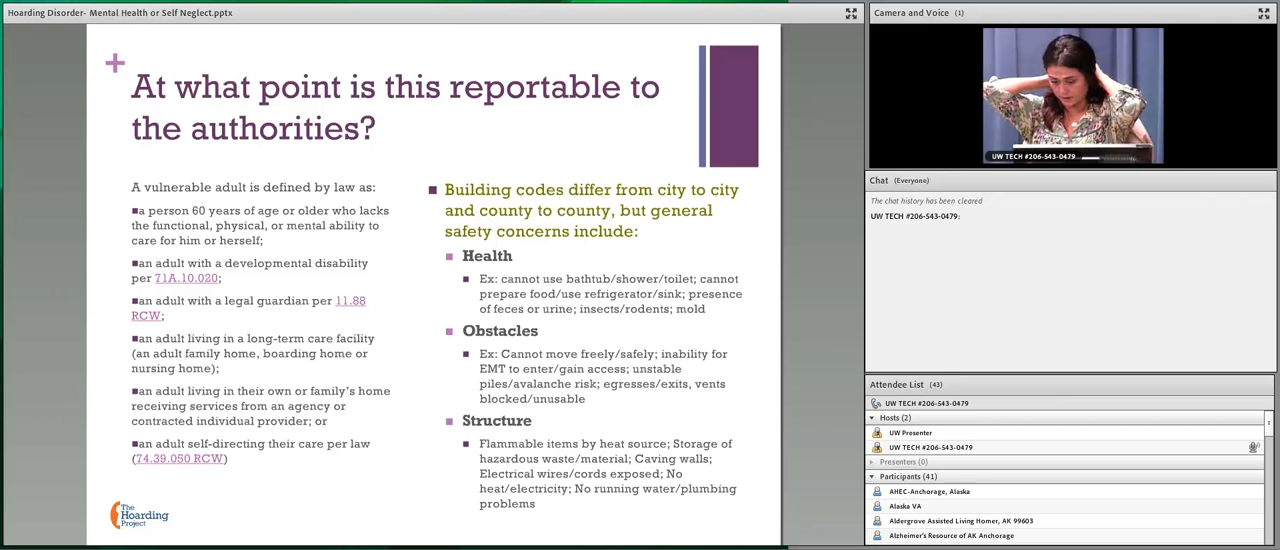 Hoarding Disorder- Mental Health or Self Neglect.pptx
+
At what point is this reportable to
the authorities?
A vulnerable adult is defined by law as:
■a person 60 years of age or older who lacks
the functional, physical, or mental ability to
care for him or herself;
■an adult with a developmental disability
per 71A.10.020;
■an adult with a legal guardian per 11.88
RCW;
■an adult living in a long-term care facility
(an adult family home, boarding home or
nursing home);
■an adult living in their own or family's home
receiving services from an agency or
contracted individual provider; or
■an adult self-directing their care per law
(74.39.050 RCW)
The
Hoarding
Project
■ Building codes differ from city to city
and county to county, but general
safety concerns include:
■ Health
■ Ex: cannot use bathtub/shower/toilet; cannot
prepare food/use refrigerator/sink; presence
of feces or urine; insects/rodents; mold
■ Obstacles
■ Ex: Cannot move freely/safely; inability for
EMT to enter/gain access; unstable
piles/avalanche risk; egresses/exits, vents
blocked/unusable
■ Structure
■ Flammable items by heat source; Storage of
hazardous waste/material; Caving walls;
Electrical wires/cords exposed; No
heat/electricity; No running water/plumbing
problems
Camera and Voice (1)
UW TECH #206-543-0479
Chat (Everyone)
The chat history has been cleared
UW TECH #206-543-0479:
Attendee List (43)
UW TECH #206-543-0479
Hosts (2)
UW Presenter
UW TECH #206-543-0479
Presenters (0)
Participants (41)
AHEC-Anchorage, Alaska
Alaska VA
Aldergrove Assisted Living Homer, AK 99603
Alzheimer's Resource of AK Anchorage